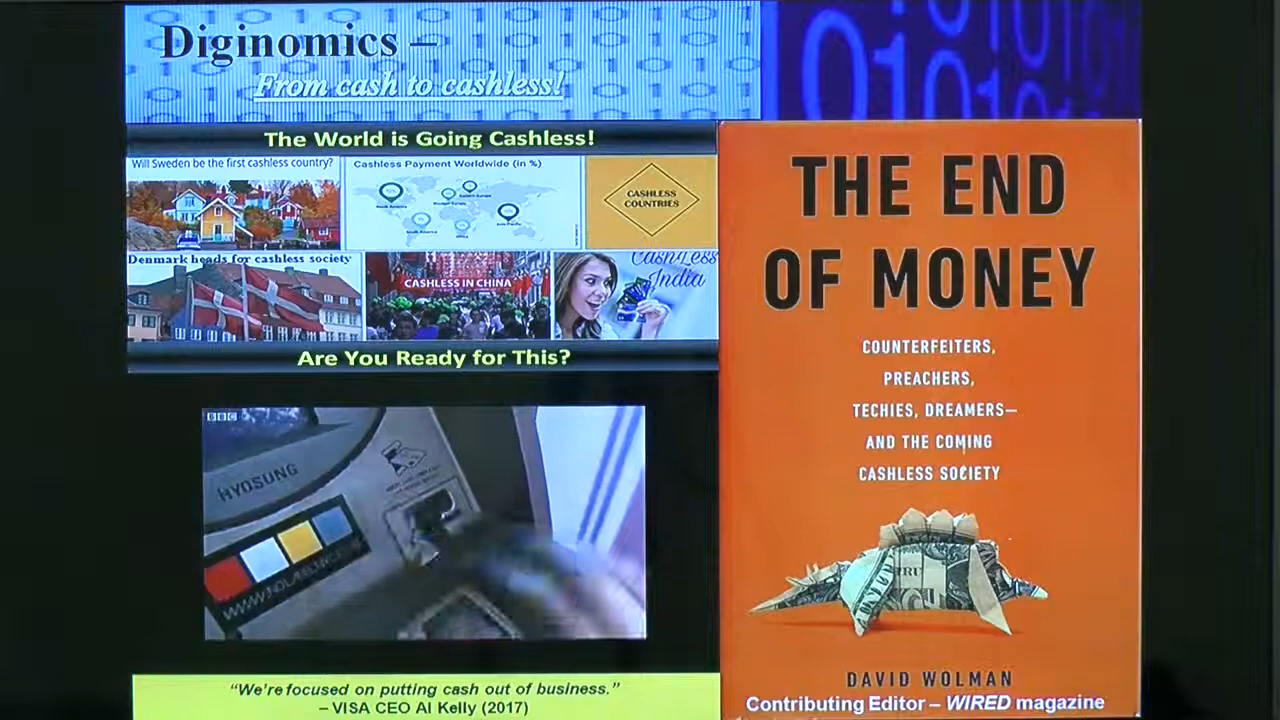 Diginomics –
From cash to cashless!
The World is Going Cashless!
Will Sweden be the first cashless country?
Cashless Payment Worldwide (in %)
CASHLESS
COUNTRIES
Denmark heads for cashless society
CASHLESS IN CHINA
CashLess
India
Are You Ready for This?
BBC
HYOSUNG
“We’re focused on putting cash out of business.”
– VISA CEO Al Kelly (2017)
THE END
OF MONEY
COUNTERFEITERS,
PREACHERS,
TECHIES, DREAMERS—
AND THE COMING
CASHLESS SOCIETY
DAVID WOLMAN
Contributing Editor – WIRED magazine